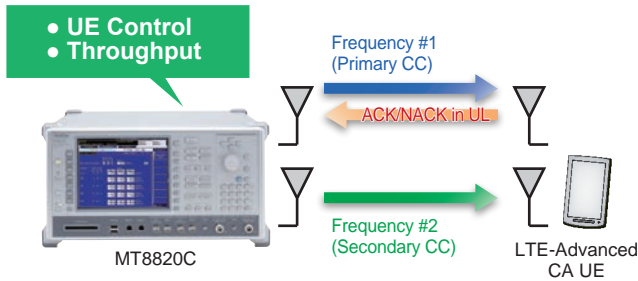 ● UE Control
● Throughput
Frequency #1
(Primary CC)
ACK/NACK in UL
Frequency #2
(Secondary CC)
MT8820C
LTE-Advanced
CA UE